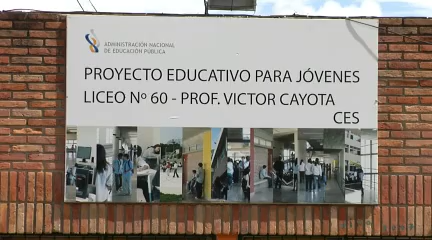 ADMINISTRACIÓN NACIONAL
DE EDUCACIÓN PÚBLICA
PROYECTO EDUCATIVO PARA JÓVENES
LICEO Nº 60 - PROF. VICTOR CAYOTA
CES